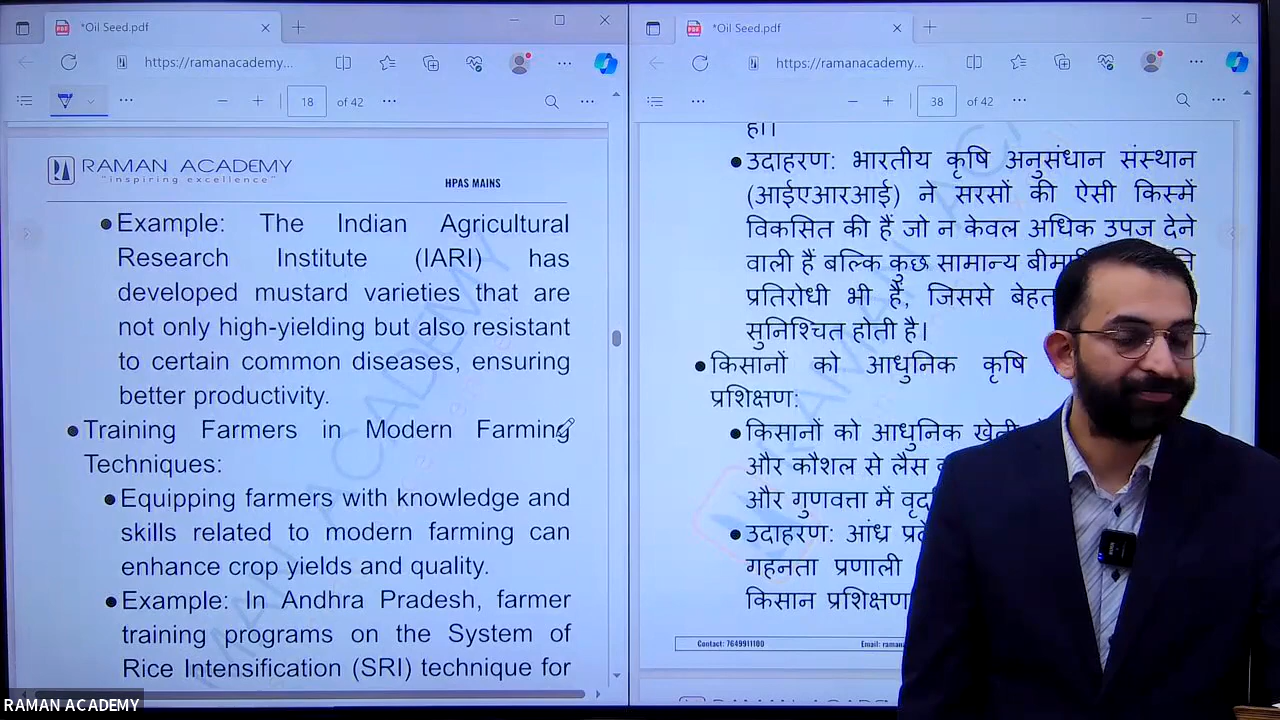 *Oil Seed.pdf
https://ramanacademy...
18 of 42
RAMAN ACADEMY
"inspiring excellence"
HPAS MAINS
Example: The Indian Agricultural
Research Institute (IARI) has
developed mustard varieties that are
not only high-yielding but also resistant
to certain common diseases, ensuring
better productivity.
Training Farmers in Modern Farming
Techniques:
Equipping farmers with knowledge and
skills related to modern farming can
enhance crop yields and quality.
Example: In Andhra Pradesh, farmer
training programs on the System of
Rice Intensification (SRI) technique for
RAMAN ACADEMY
*Oil Seed.pdf
https://ramanacademy...
38 of 42
उदाहरण: भारतीय कृषि अनुसंधान संस्थान
(आईएआरआई) ने सरसों की ऐसी किस्में
विकसित की हैं जो न केवल अधिक उपज देने
वाली हैं बल्कि कुछ सामान्य
प्रतिरोधी भी हैं, जिससे
सुनिश्चित होती है।
किसानों को आधुनिक कृषि
प्रशिक्षण:
किसानों को आधुनिक
और कौशल से लैस
और गुणवत्ता में
उदाहरण: आंध्र
गहनता प्रणाली
किसान प्रशिक्षण
Contact: 7649911100
Email: